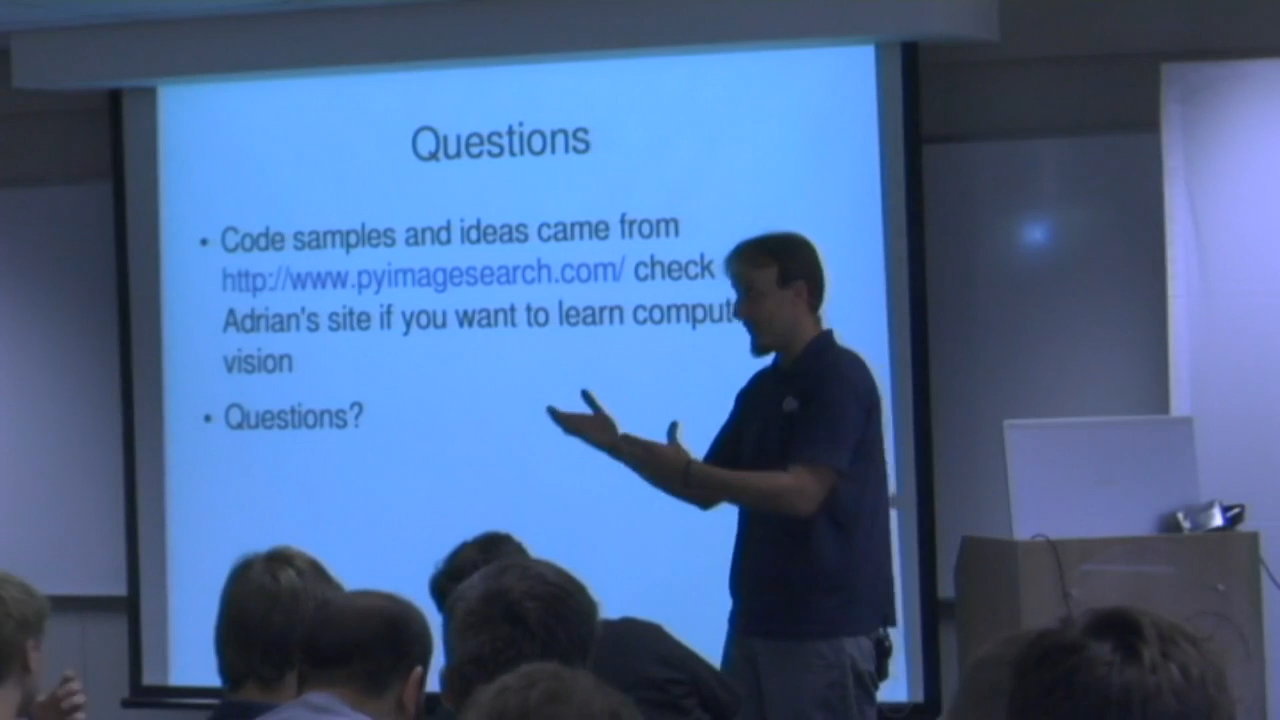 Questions
• Code samples and ideas came from
http://www.pyimagesearch.com/ check
Adrian's site if you want to learn
vision
• Questions?